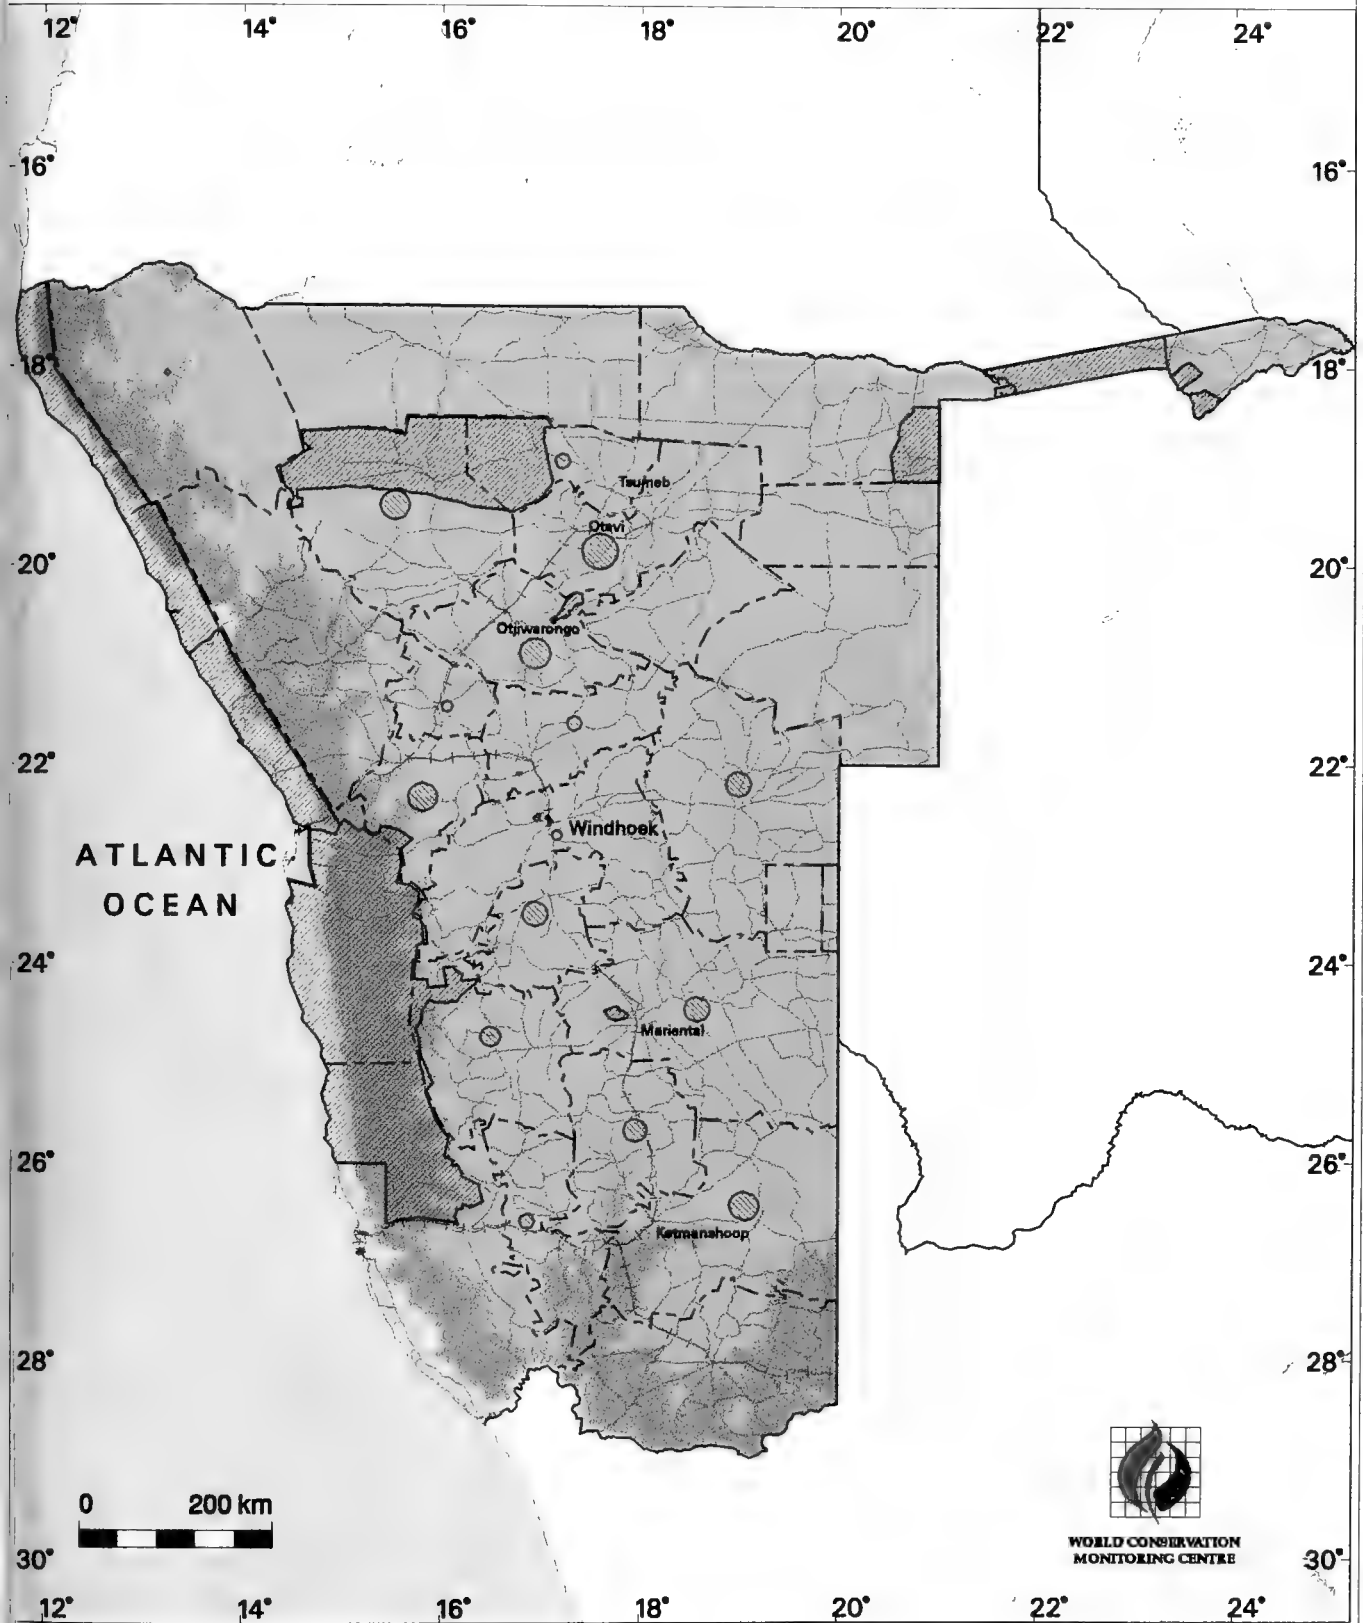 12° 14° 16° 18° 20° 22° 24°
16° 16°
18° 18°
Tsumeb
Otavi
20° 20°
Otjiwarongo
22° 22°
Windhoek
ATLANTIC
OCEAN
24° 24°
Mariental
26° 26°
Ketmanshoop
28° 28°
0 200 km
WORLD CONSERVATION
MONITORING CENTRE
30° 30°
12° 14° 16° 18° 20° 22° 24°